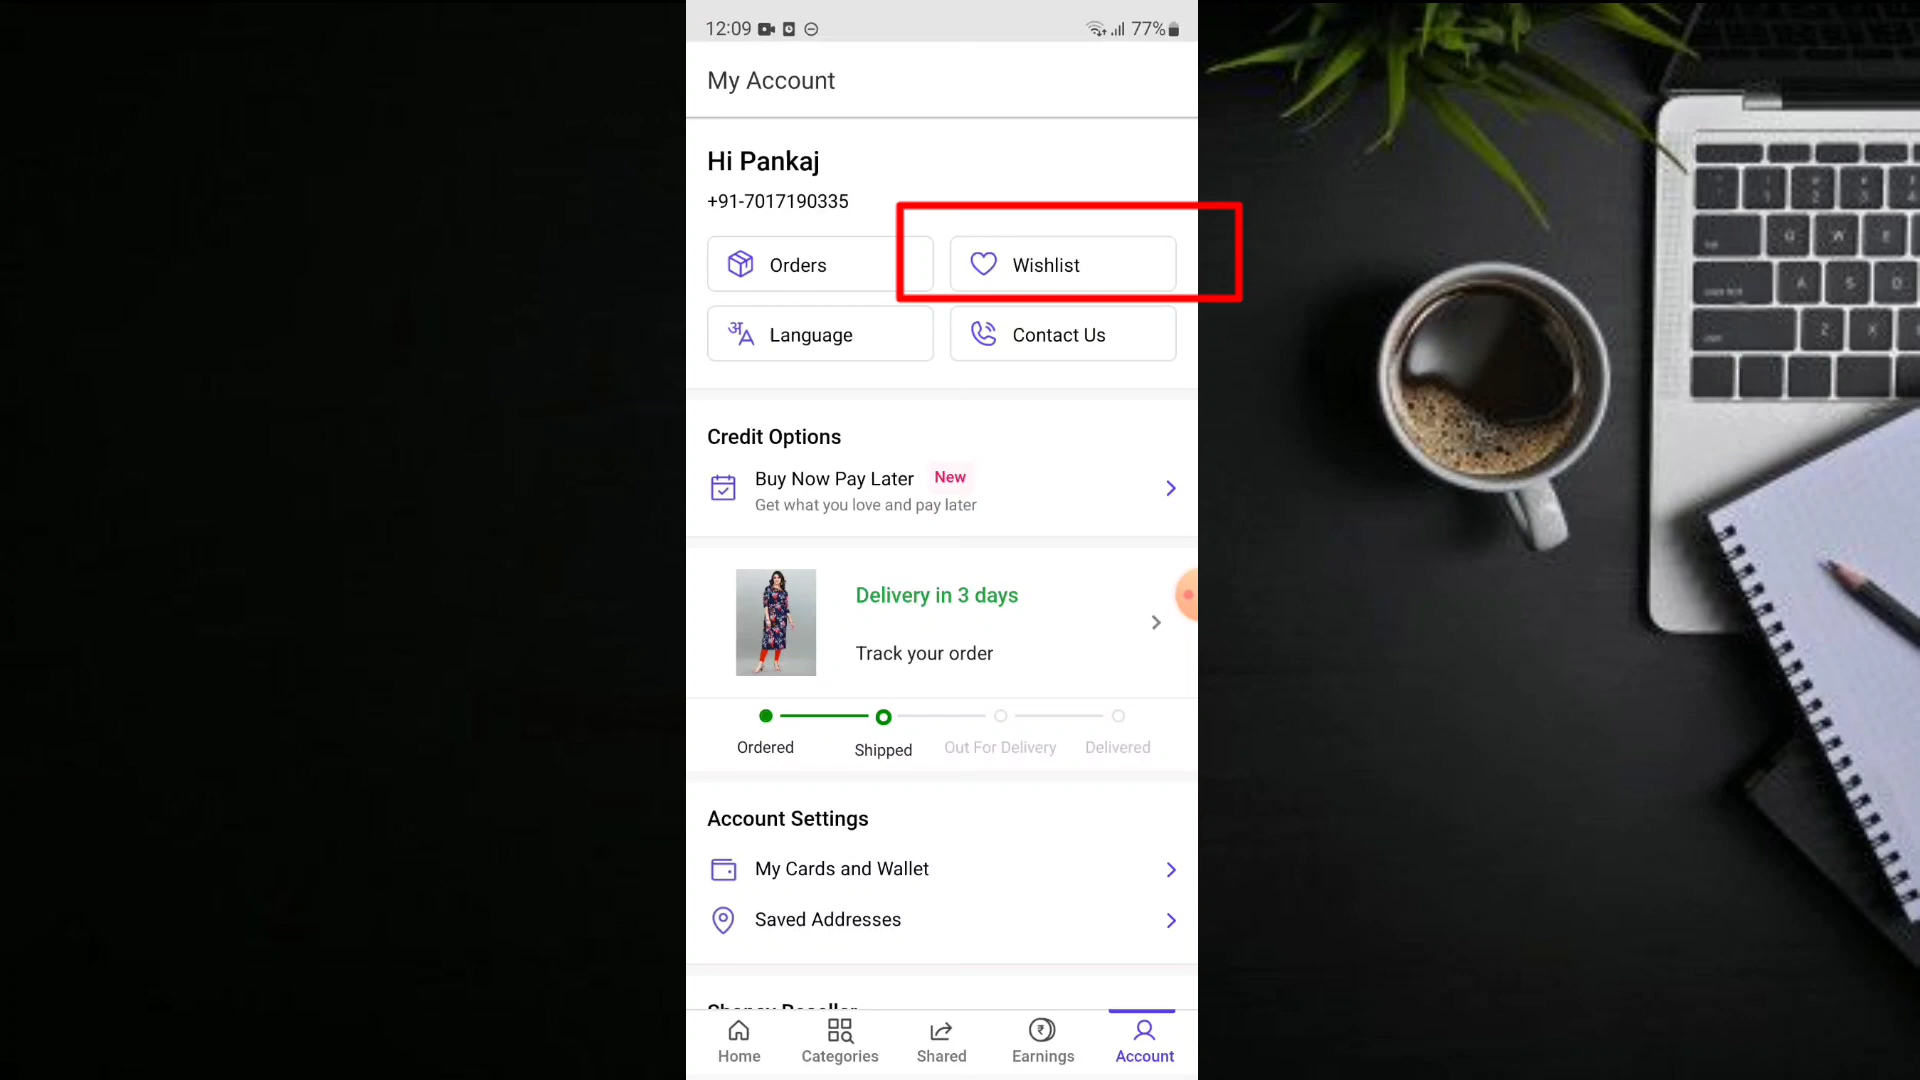 12:09
77%
My Account
Hi Pankaj
+91-7017190335
Orders
Wishlist
अA
Language
Contact Us
Credit Options
Buy Now Pay Later New
Get what you love and pay later
Delivery in 3 days
Track your order
Ordered
Shipped
Out For Delivery
Delivered
Account Settings
My Cards and Wallet
Saved Addresses
₹
Home
Categories
Shared
Earnings
Account